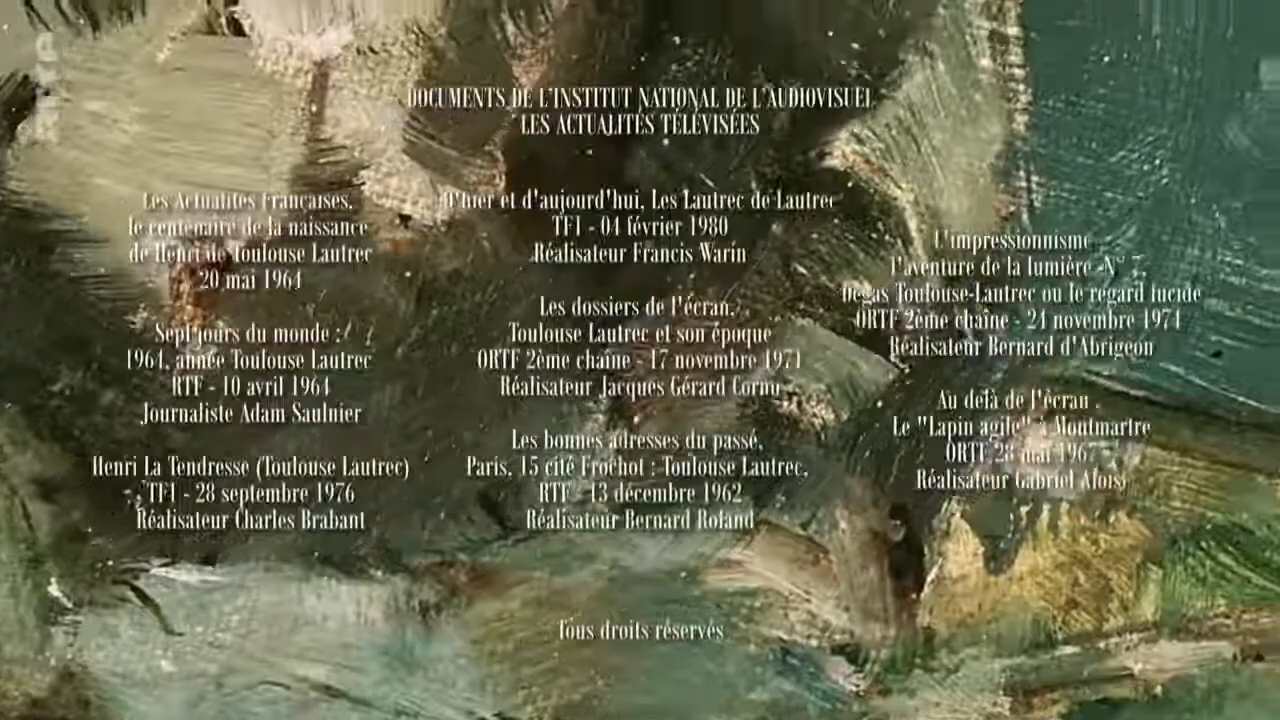 arte
DOCUMENTS DE L'INSTITUT NATIONAL DE L'AUDIOVISUEL
LES ACTUALITÉS TÉLÉVISÉES
Les Actualités Françaises,
le centenaire de la naissance
de Henri de Toulouse Lautrec
20 mai 1964
Sept jours du monde :
1964, année Toulouse Lautrec
RTF - 10 avril 1964
Journaliste Adam Saulnier
Henri La Tendresse (Toulouse Lautrec)
TF1 - 28 septembre 1976
Réalisateur Charles Brabant
D'hier et d'aujourd'hui, Les Lautrec de Lautrec
TF1 - 04 février 1980
Réalisateur Francis Warin
Les dossiers de l'écran,
Toulouse Lautrec et son époque
ORTF 2ème chaîne - 17 novembre 1971
Réalisateur Jacques Gérard Cornu
Les bonnes adresses du passé,
Paris, 15 cité Frochot : Toulouse Lautrec,
RTF - 13 décembre 1962
Réalisateur Bernard Roland
L'impressionnisme
l'aventure de la lumière - N°
Degas Toulouse-Lautrec ou le regard lucide
ORTF 2ème chaîne - 24 novembre 1974
Réalisateur Bernard d'Abrigeon
Au delà de l'écran
Le "Lapin agile" à Montmartre
ORTF 28 mai 1967
Réalisateur Gabriel Aloisi
Tous droits réservés